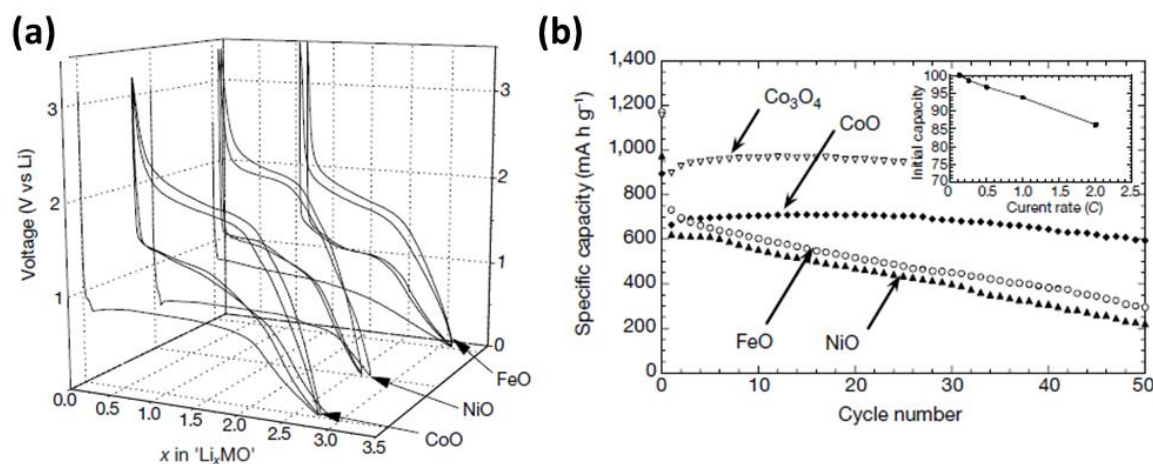 (a)
Voltage (V vs Li)
3
2
1
3
2
1
0
0.0 0.5 1.0 1.5 2.0 2.5 3.0 3.5
x in 'LiₓMO'
FeO
NiO
CoO
(b)
Specific capacity (mA h g⁻¹)
1,400
1,200
1,000
800
600
400
200
0
0 10 20 30 40 50
Cycle number
Co₃O₄
CoO
FeO
NiO
Initial capacity
100
95
90
85
80
75
70
0 0.5 1.0 1.5 2.0 2.5
Curent rate (C)